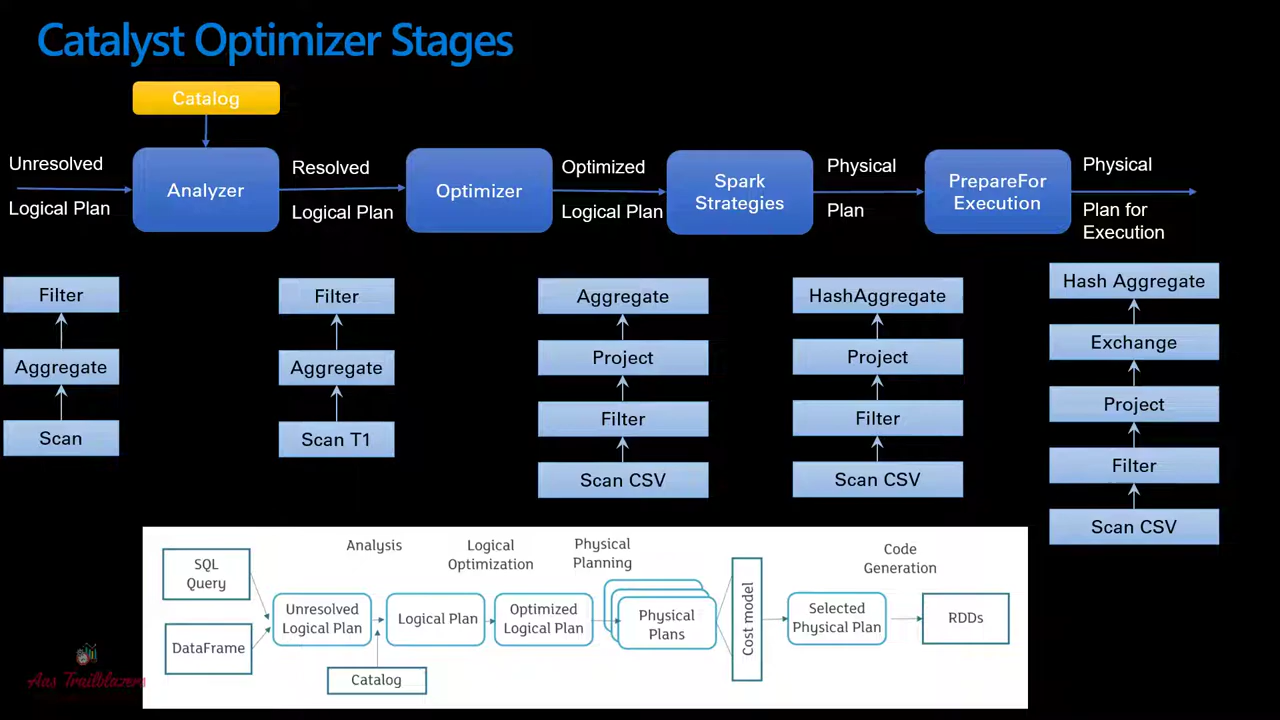 Catalyst Optimizer Stages
Catalog
Unresolved
Logical Plan
Analyzer
Resolved
Logical Plan
Optimizer
Optimized
Logical Plan
Spark
Strategies
Physical
Plan
PrepareFor
Execution
Physical
Plan for
Execution
Filter
Aggregate
Scan
Filter
Aggregate
Scan T1
Aggregate
Project
Filter
Scan CSV
HashAggregate
Project
Filter
Scan CSV
Hash Aggregate
Exchange
Project
Filter
Scan CSV
Analysis
Logical
Optimization
Physical
Planning
Code
Generation
SQL
Query
DataFrame
Unresolved
Logical Plan
Logical Plan
Catalog
Optimized
Logical Plan
Physical
Plans
Cost model
Selected
Physical Plan
RDDs
Aas Trailblazers